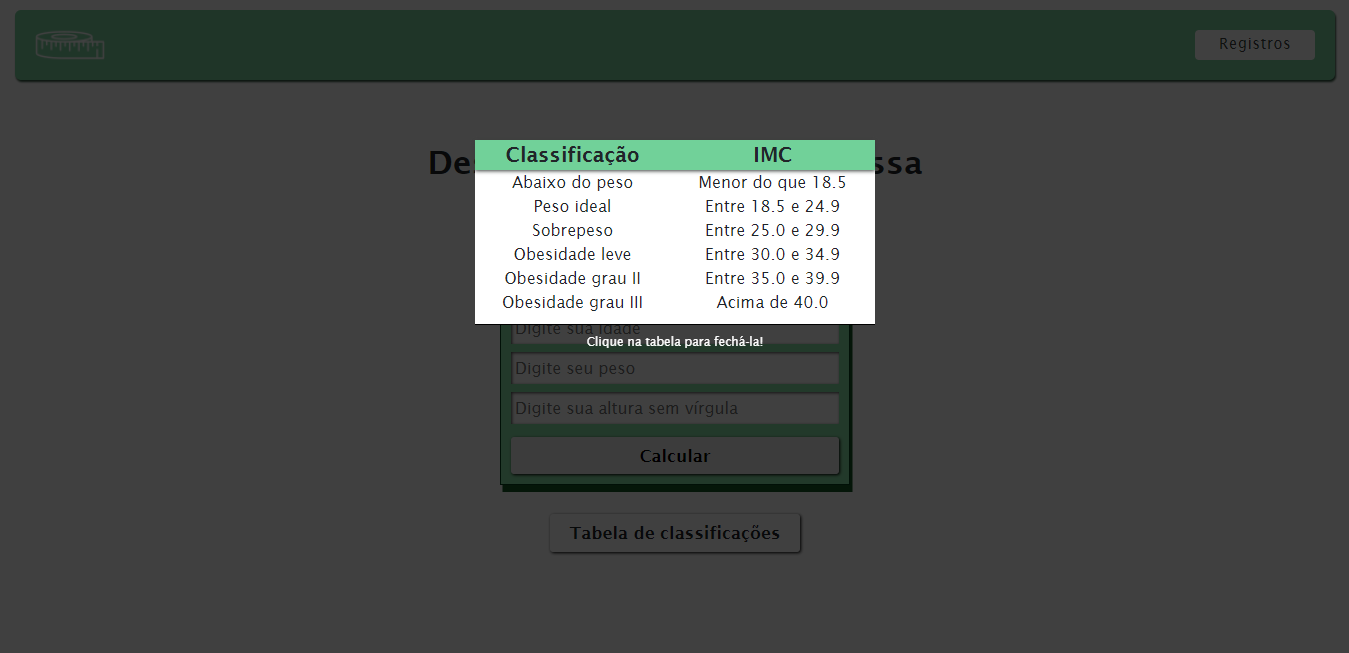 Registros
Classificação IMC
Abaixo do peso Menor do que 18.5
Peso ideal Entre 18.5 e 24.9
Sobrepeso Entre 25.0 e 29.9
Obesidade leve Entre 30.0 e 34.9
Obesidade grau II Entre 35.0 e 39.9
Obesidade grau III Acima de 40.0
Digite sua idade
Clique na tabela para fechá-la!
Digite seu peso
Digite sua altura sem vírgula
Calcular
Tabela de classificações